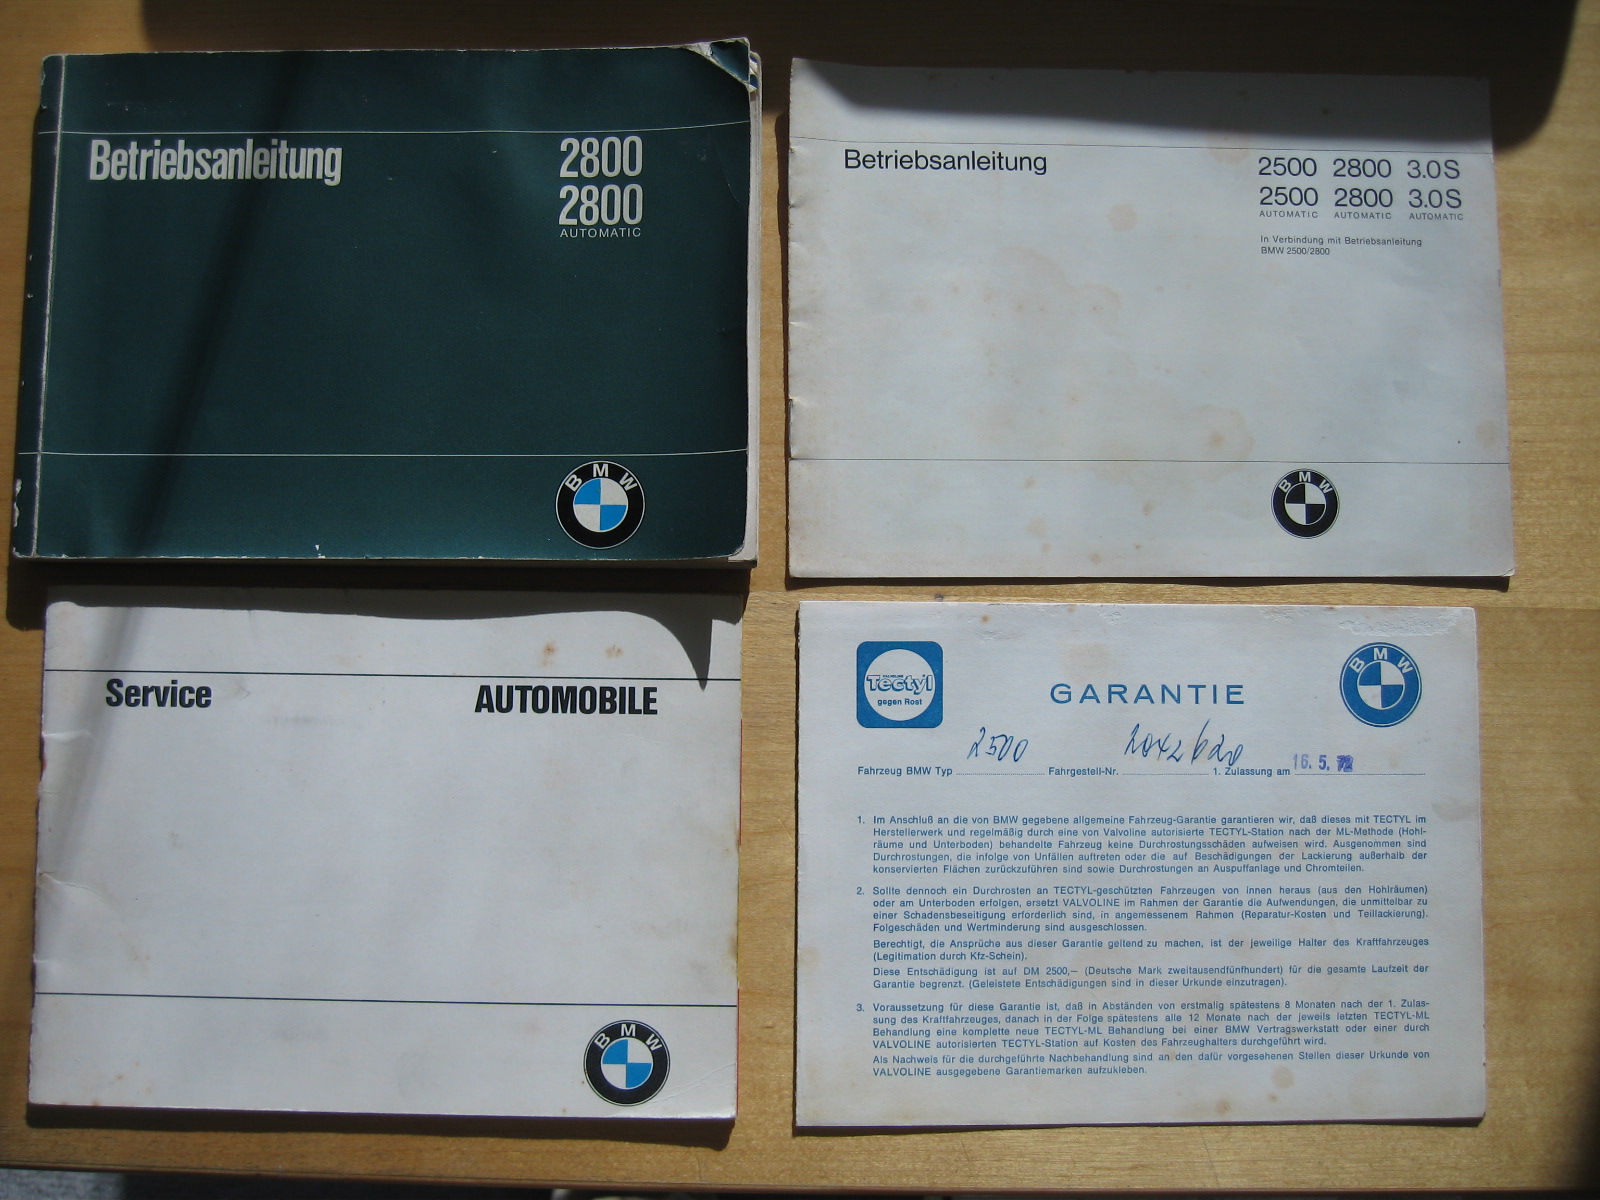 Betriebsanleitung
2800
2800
AUTOMATIC
BMW
Betriebsanleitung
2500 2800 3.0S
2500 2800 3.0S
AUTOMATIC AUTOMATIC AUTOMATIC
In Verbindung mit Betriebsanleitung
BMW 2500/2800
BMW
Service AUTOMOBILE
BMW
VALVOLINE
Tectyl
gegen Rost
GARANTIE
BMW
Fahrzeug BMW Typ 2500 Fahrgestell-Nr. 2042620 1. Zulassung am 16.5.72
1. Im Anschluß an die von BMW gegebene allgemeine Fahrzeug-Garantie garantieren wir, daß dieses mit TECTYL im
Herstellerwerk und regelmäßig durch eine von Valvoline autorisierte TECTYL-Station nach der ML-Methode (Hohl-
räume und Unterboden) behandelte Fahrzeug keine Durchrostungsschäden aufweisen wird. Ausgenommen sind
Durchrostungen, die infolge von Unfällen auftreten oder die auf Beschädigungen der Lackierung außerhalb der
konservierten Flächen zurückzuführen sind sowie Durchrostungen an Auspuffanlage und Chromteilen.
2. Sollte dennoch ein Durchrosten an TECTYL-geschützten Fahrzeugen von innen heraus (aus den Hohlräumen)
oder am Unterboden erfolgen, ersetzt VALVOLINE im Rahmen der Garantie die Aufwendungen, die unmittelbar zu
einer Schadensbeseitigung erforderlich sind, in angemessenem Rahmen (Reparatur-Kosten und Teillackierung).
Folgeschäden und Wertminderung sind ausgeschlossen.
Berechtigt, die Ansprüche aus dieser Garantie geltend zu machen, ist der jeweilige Halter des Kraftfahrzeuges
(Legitimation durch Kfz-Schein).
Diese Entschädigung ist auf DM 2500,— (Deutsche Mark zweitausendfünfhundert) für die gesamte Laufzeit der
Garantie begrenzt. (Geleistete Entschädigungen sind in dieser Urkunde einzutragen).
3. Voraussetzung für diese Garantie ist, daß in Abständen von erstmalig spätestens 8 Monaten nach der 1. Zulas-
sung des Kraftfahrzeuges, danach in der Folge spätestens alle 12 Monate nach der jeweils letzten TECTYL-ML
Behandlung eine komplette neue TECTYL-ML Behandlung bei einer BMW Vertragswerkstatt oder einer durch
VALVOLINE autorisierten TECTYL-Station auf Kosten des Fahrzeughalters durchgeführt wird.
Als Nachweis für die durchgeführte Nachbehandlung sind an den dafür vorgesehenen Stellen dieser Urkunde von
VALVOLINE ausgegebene Garantiemarken aufzukleben.